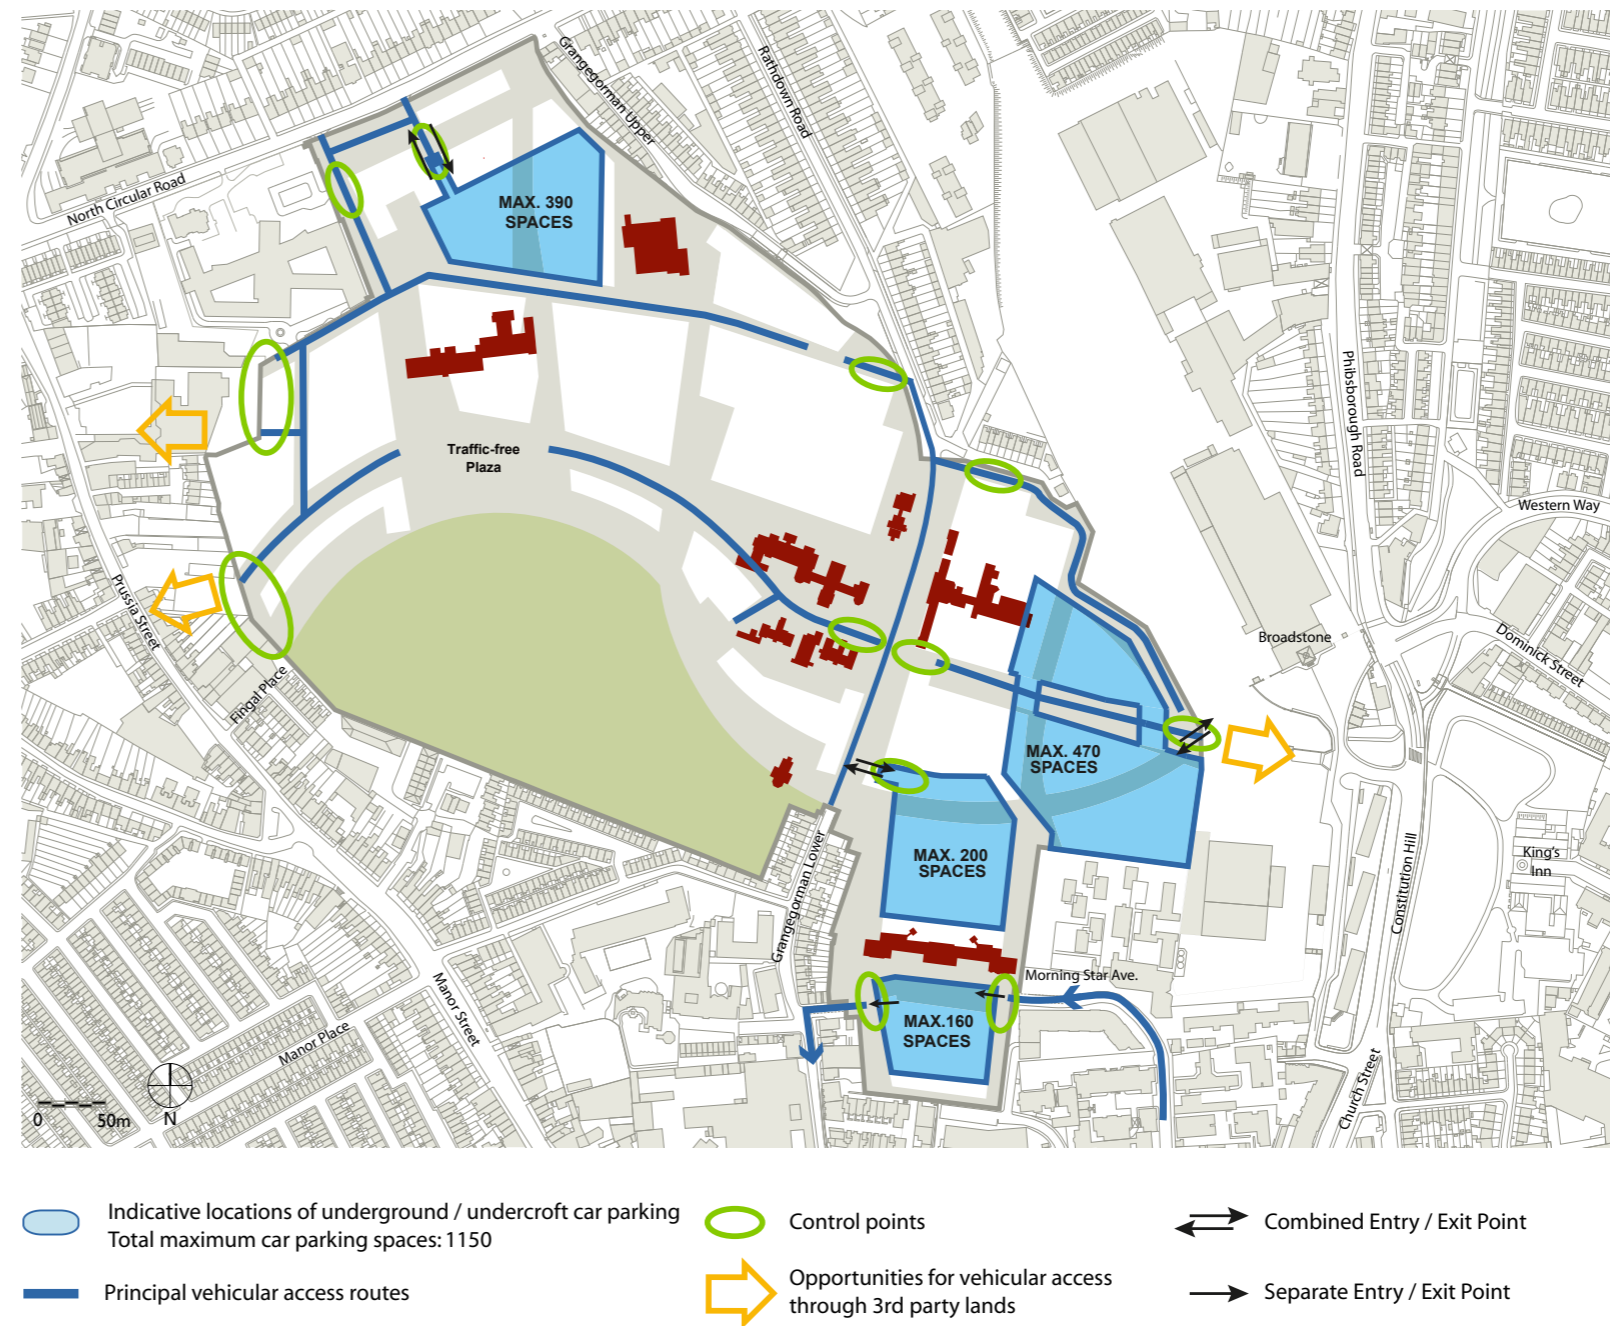 Grangegorman Upper
Rathdown Road
North Circular Road
MAX. 390
SPACES
Phibsborough Road
Traffic-free
Plaza
Western Way
Prussia Street
Broadstone
Dominick Street
Fingal Place
MAX. 470
SPACES
MAX. 200
SPACES
King's
Inn
Constitution Hill
Grangegorman Lower
Morning Star Ave.
Manor Street
MAX.160
SPACES
Manor Place
Church Street
0 50m
N
Indicative locations of underground / undercroft car parking
Total maximum car parking spaces: 1150
Control points
Combined Entry / Exit Point
Principal vehicular access routes
Opportunities for vehicular access
through 3rd party lands
Separate Entry / Exit Point